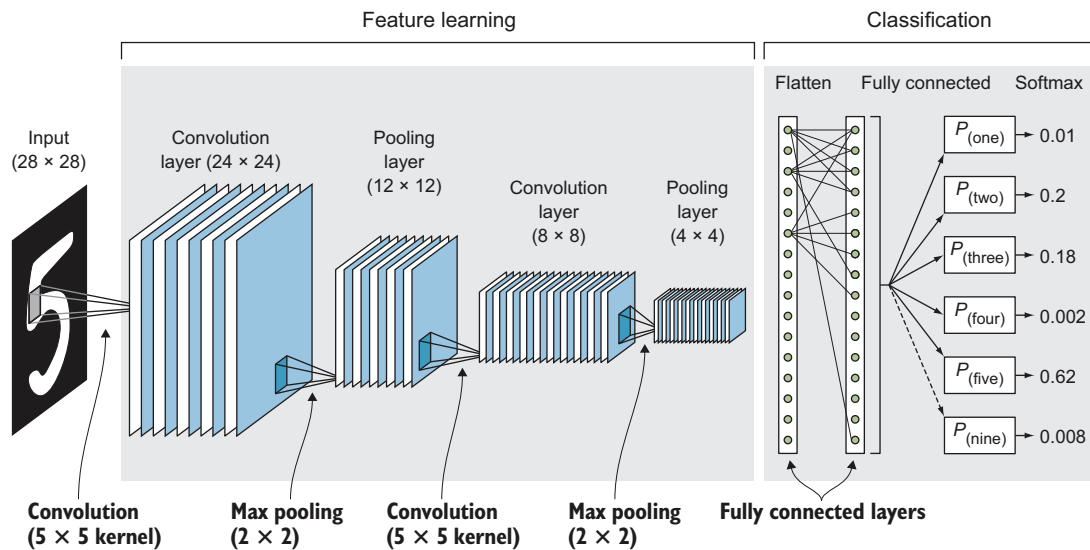 Feature learning
Classification
Input
(28 × 28)
Convolution
layer (24 × 24)
Pooling
layer
(12 × 12)
Convolution
layer
(8 × 8)
Pooling
layer
(4 × 4)
Flatten
Fully connected
Softmax
P(one)
0.01
P(two)
0.2
P(three)
0.18
P(four)
0.002
P(five)
0.62
P(nine)
0.008
Convolution
(5 × 5 kernel)
Max pooling
(2 × 2)
Convolution
(5 × 5 kernel)
Max pooling
(2 × 2)
Fully connected layers